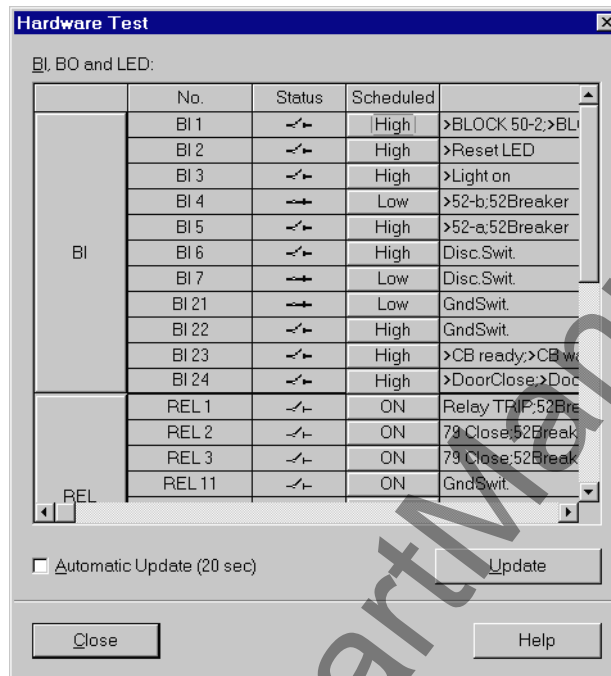 Hardware Test
BI, BO and LED:
No. Status Scheduled
BI
BI 1 High >BLOCK 50-2;>BL
BI 2 High >Reset LED
BI 3 High >Light on
BI 4 Low >52-b;52Breaker
BI 5 High >52-a;52Breaker
BI 6 High Disc.Swit.
BI 7 Low Disc.Swit.
BI 21 Low GndSwit.
BI 22 High GndSwit.
BI 23 High >CB ready;>CB wa
BI 24 High >DoorClose;>Doo
REL
REL 1 ON Relay TRIP;52Bre
REL 2 ON 79 Close;52Break
REL 3 ON 79 Close;52Break
REL 11 ON GndSwit.
Automatic Update (20 sec)
Update
Close
Help